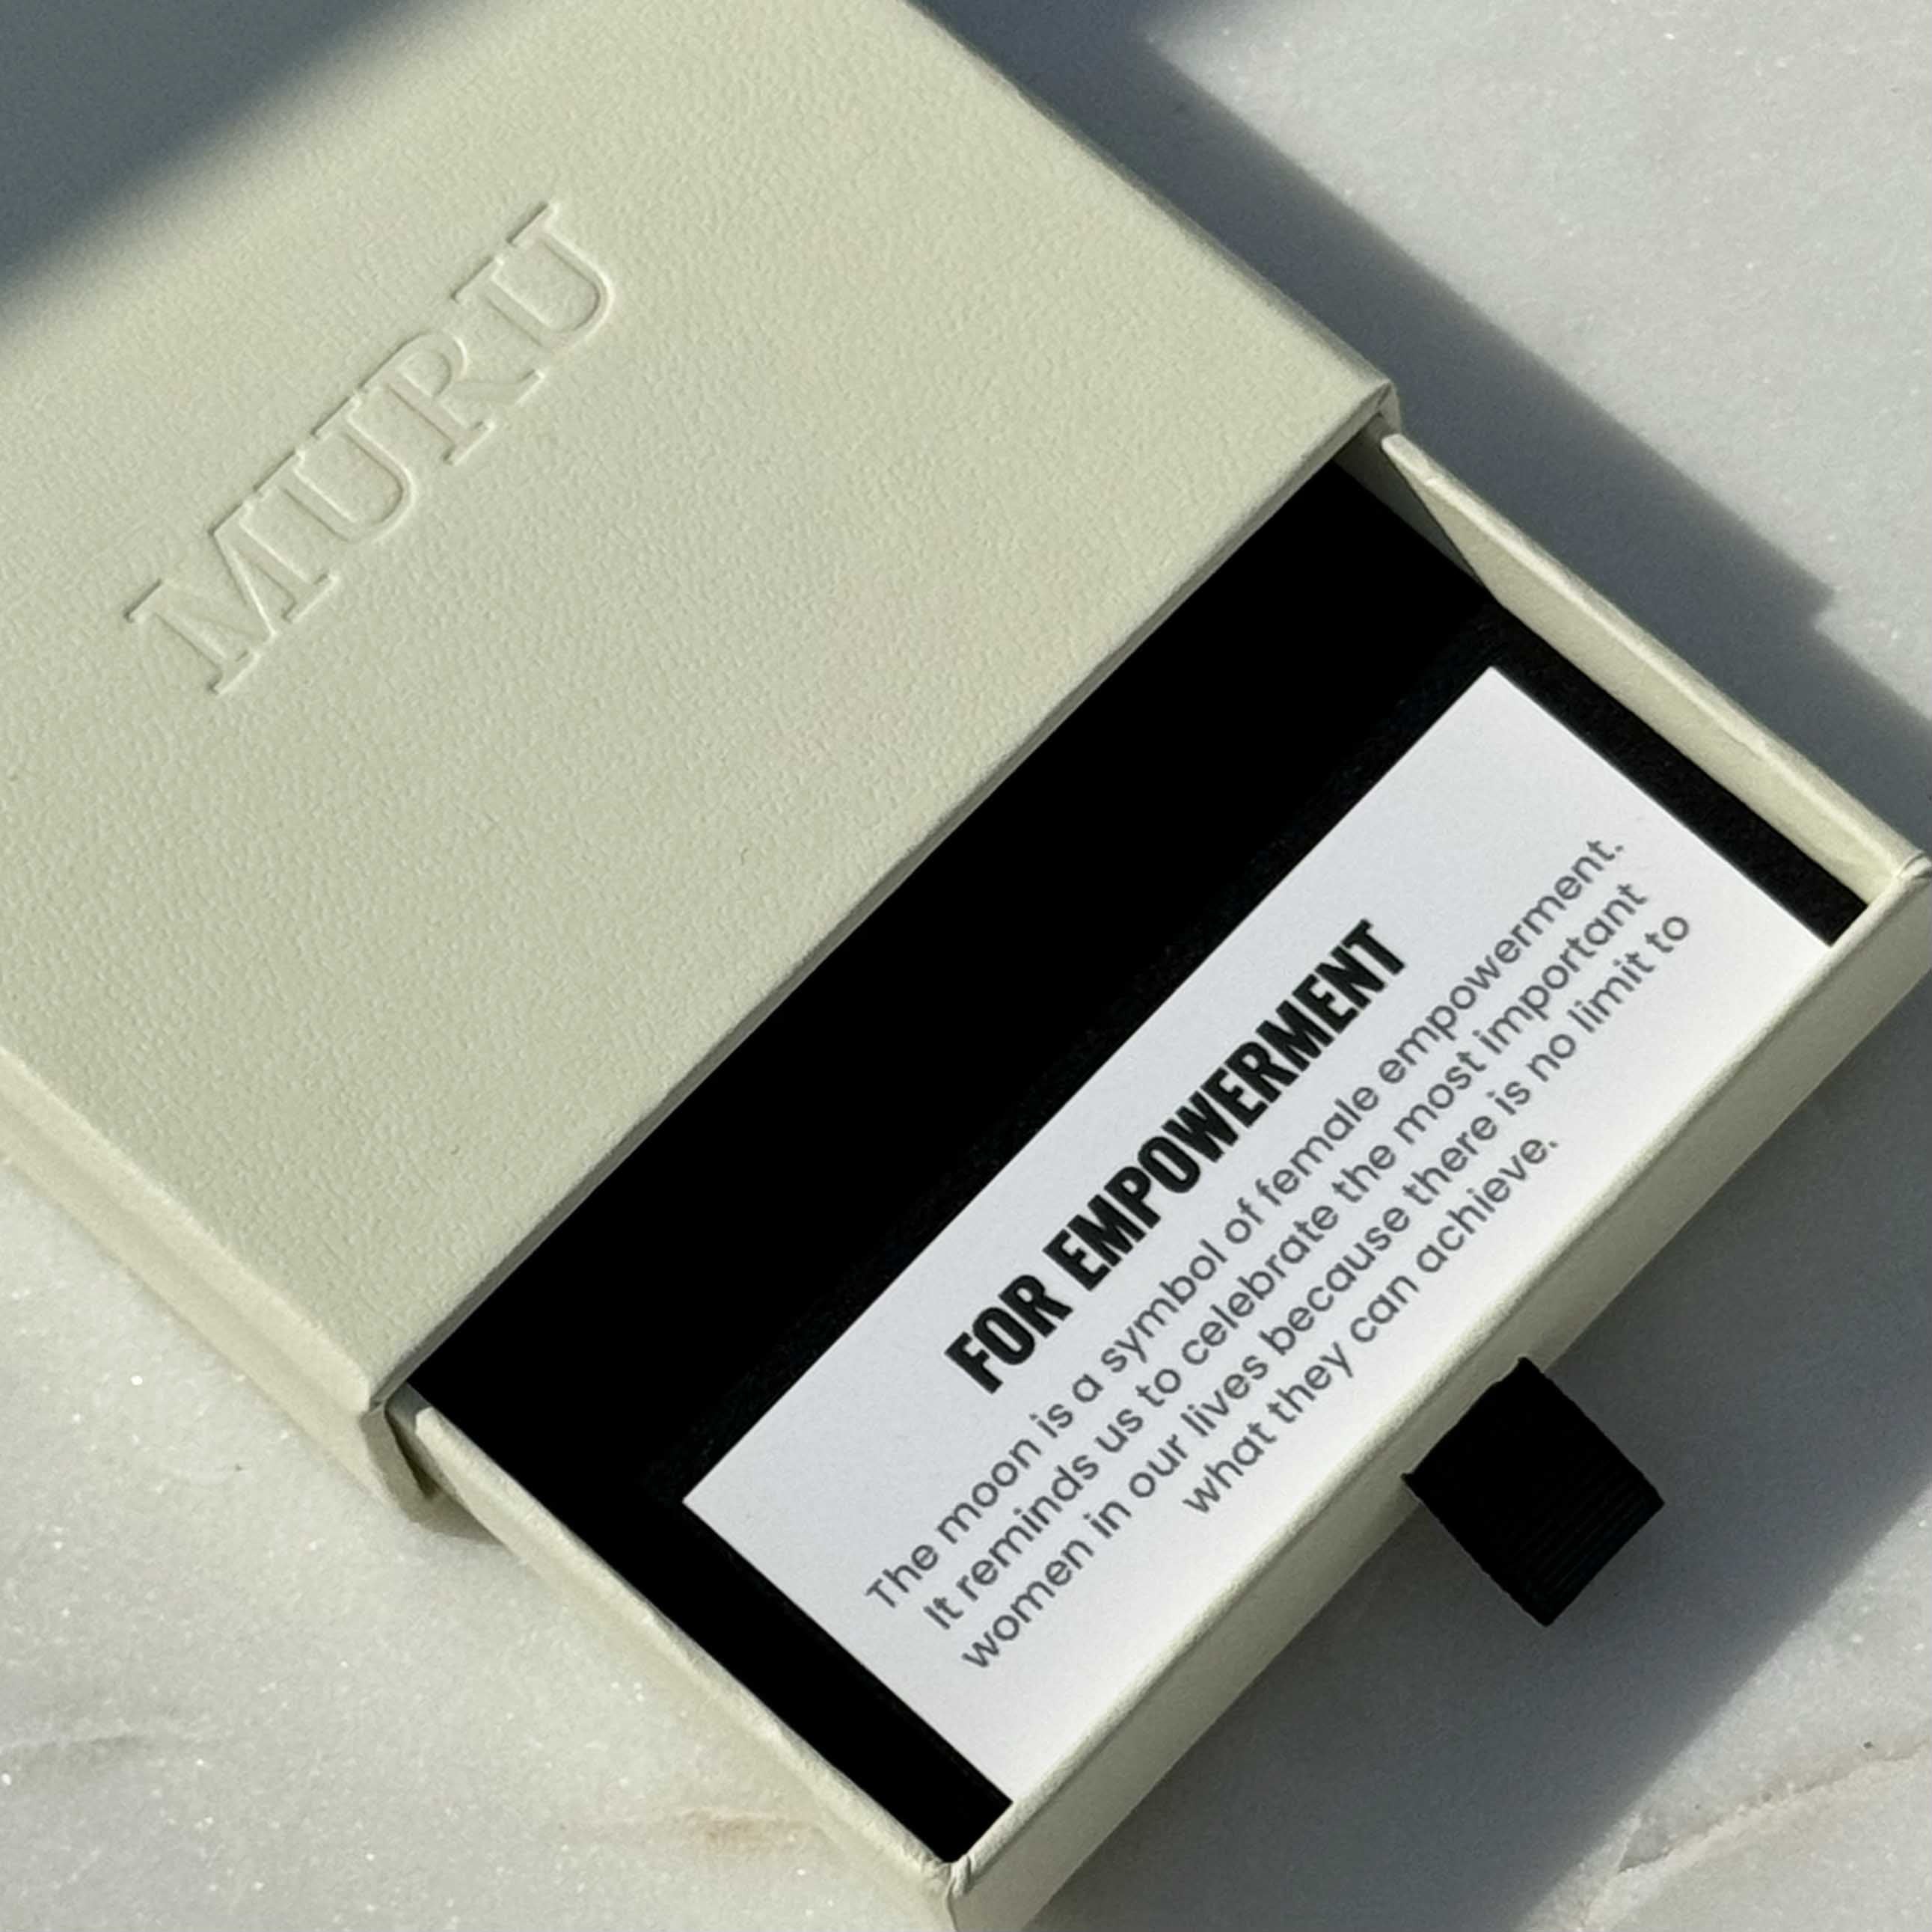 MURU
FOR EMPOWERMENT
The moon is a symbol of female empowerment.
It reminds us to celebrate the most important
women in our lives because there is no limit to
what they can achieve.